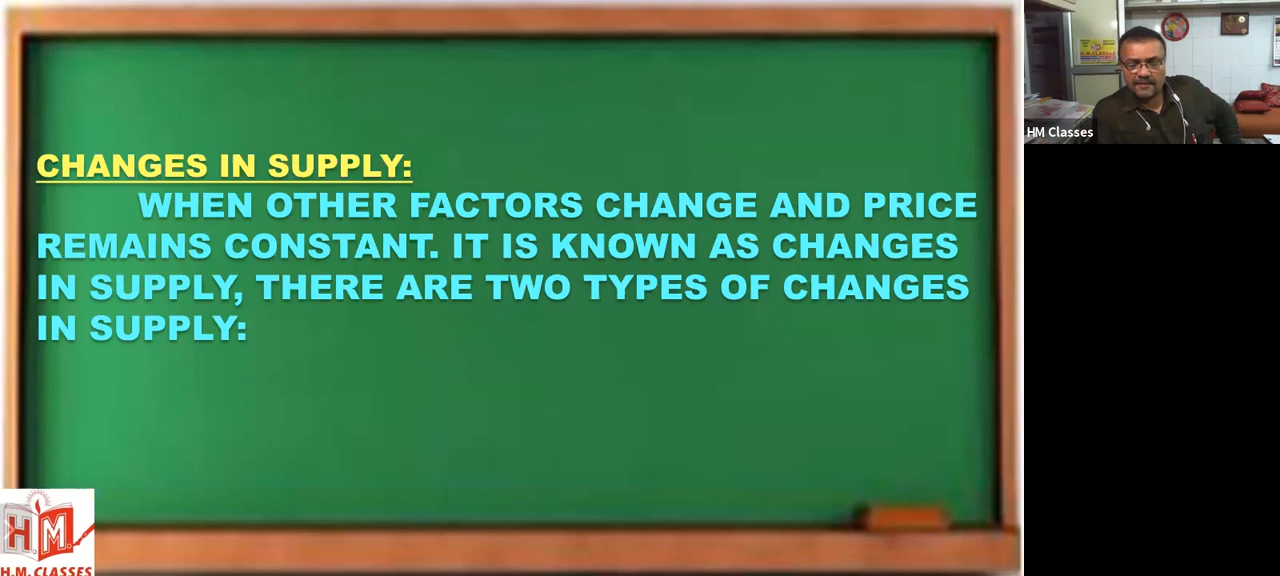 CHANGES IN SUPPLY:
WHEN OTHER FACTORS CHANGE AND PRICE
REMAINS CONSTANT. IT IS KNOWN AS CHANGES
IN SUPPLY, THERE ARE TWO TYPES OF CHANGES
IN SUPPLY:
HM Classes
H.M.
H.M. CLASSES